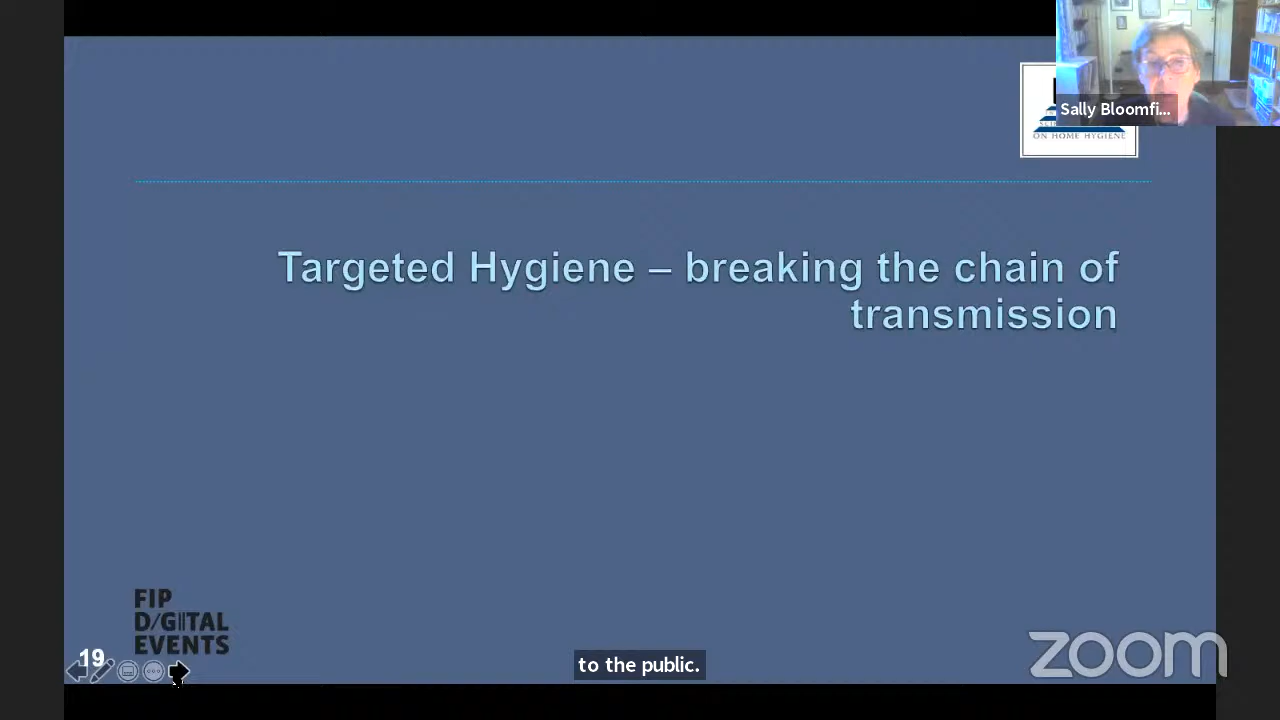 Sally Bloomfi...
ON HOME HYGIENE
Targeted Hygiene – breaking the chain of
transmission
FIP
D/GITAL
EVENTS
19
to the public.
zoom